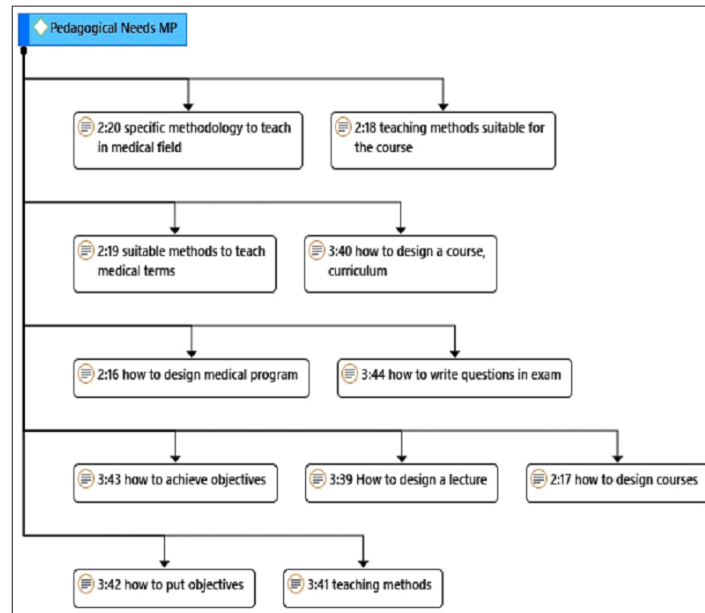 Pedagogical Needs MP
2:20 specific methodology to teach
in medical field
2:18 teaching methods suitable for
the course
2:19 suitable methods to teach
medical terms
3:40 how to design a course,
curriculum
2:16 how to design medical program
3:44 how to write questions in exam
3:43 how to achieve objectives
3:39 How to design a lecture
2:17 how to design courses
3:42 how to put objectives
3:41 teaching methods